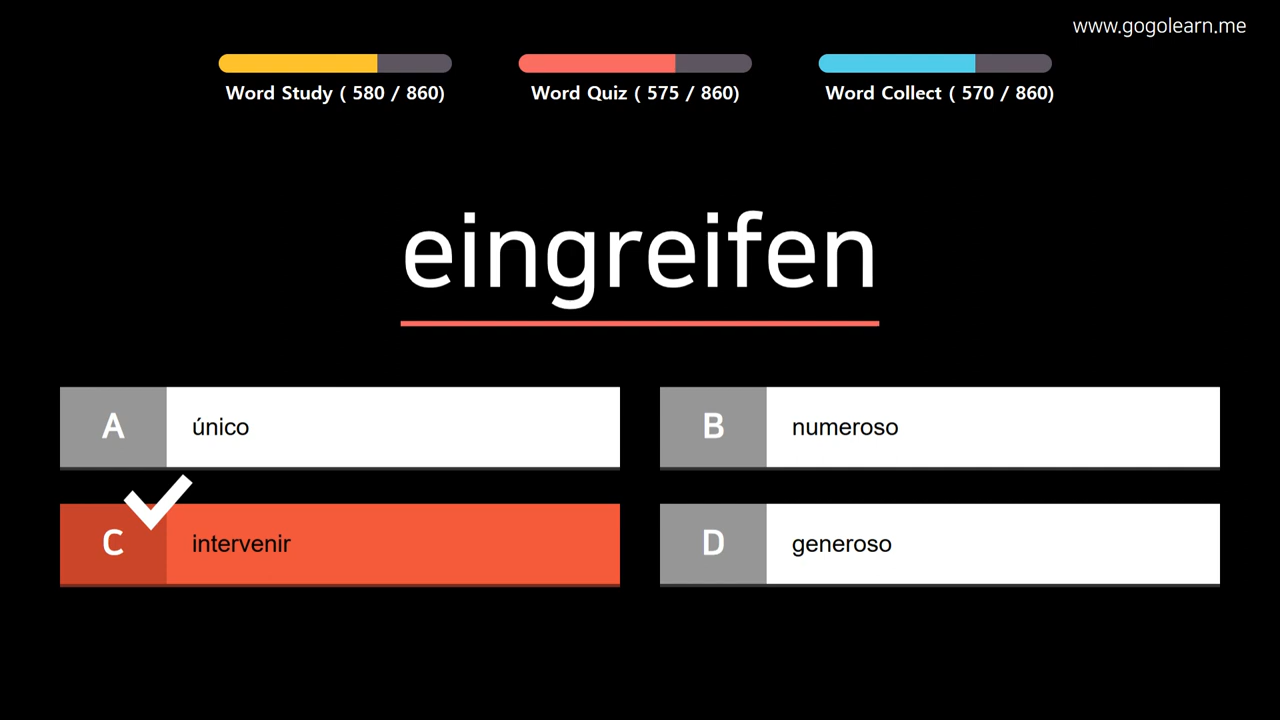 www.gogolearn.me
Word Study ( 580 / 860)
Word Quiz ( 575 / 860)
Word Collect ( 570 / 860)
eingreifen
A
único
B
numeroso
C
intervenir
D
generoso